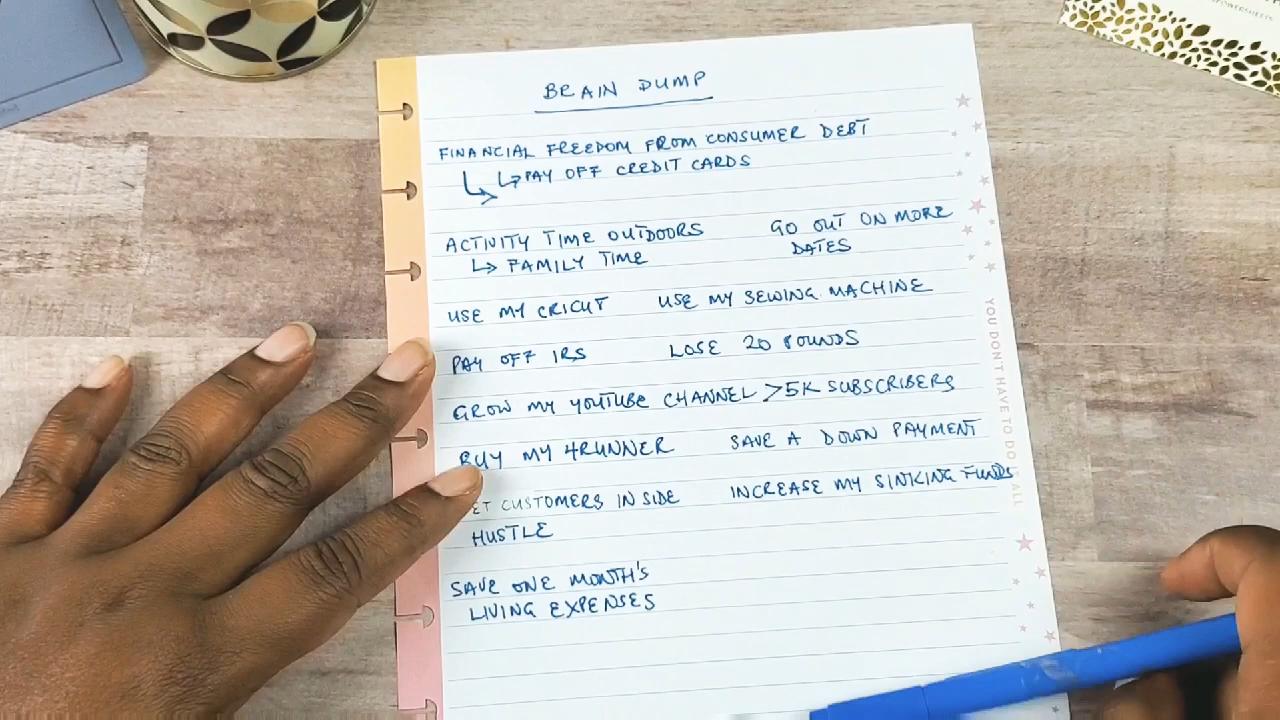 BRAIN DUMP
FINANCIAL FREEDOM FROM CONSUMER DEBT
↳ PAY OFF CREDIT CARDS
ACTIVITY TIME OUTDOORS
↳ FAMILY TIME
GO OUT ON MORE
DATES
USE MY CRICUT
USE MY SEWING MACHINE
PAY OFF IRS
LOSE 20 POUNDS
GROW MY YOUTUBE CHANNEL >5K SUBSCRIBERS
BUY MY 4RUNNER
SAVE A DOWN PAYMENT
CUSTOMERS IN SIDE
HUSTLE
INCREASE MY SINKING FUNDS
SAVE ONE MONTH'S
LIVING EXPENSES
YOU DON'T HAVE TO DO ALL
POWERSHEETS